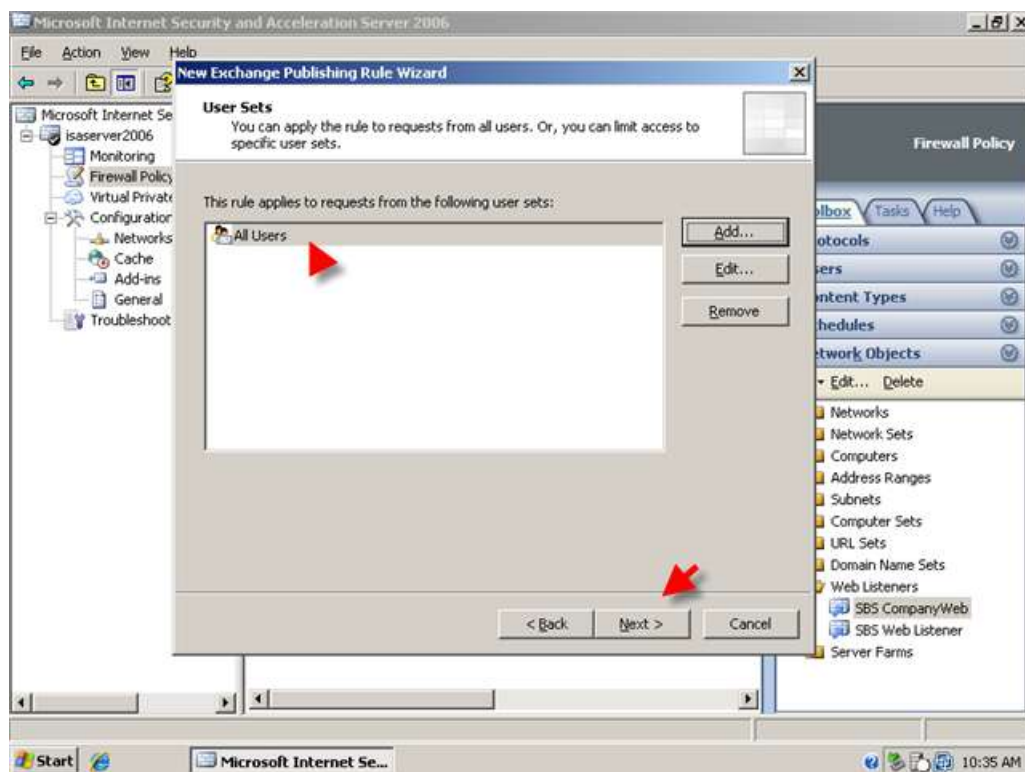 Microsoft Internet Security and Acceleration Server 2006
File Action View Help
New Exchange Publishing Rule Wizard
User Sets
You can apply the rule to requests from all users. Or, you can limit access to
specific user sets.
This rule applies to requests from the following user sets:
All Users
Add...
Edit...
Remove
< Back
Next >
Cancel
Microsoft Internet Se
isaserver2006
Monitoring
Firewall Policy
Virtual Private
Configuration
Networks
Cache
Add-ins
General
Troubleshoot
Firewall Policy
olbox
Tasks
Help
otocols
sers
ontent Types
hedules
etwork Objects
Edit... Delete
Networks
Network Sets
Computers
Address Ranges
Subnets
Computer Sets
URL Sets
Domain Name Sets
Web Listeners
SBS CompanyWeb
SBS Web Listener
Server Farms
Start
Microsoft Internet Se...
10:35 AM